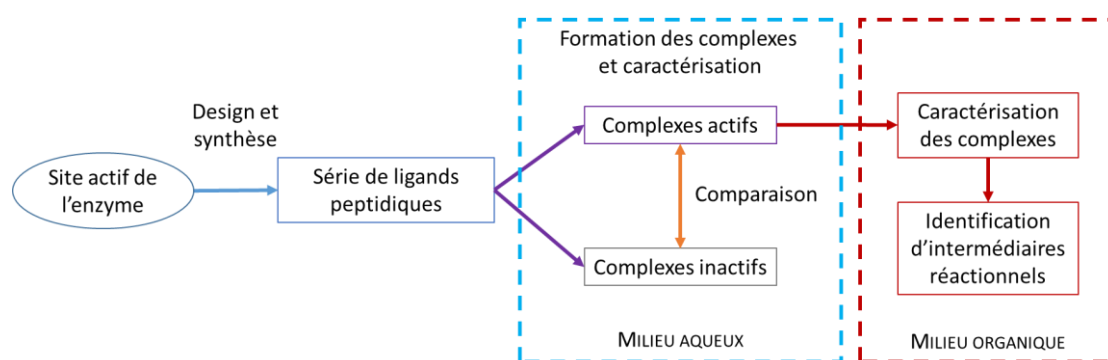 Site actif de
l'enzyme
Design et
synthèse
Série de ligands
peptidiques
Formation des complexes
et caractérisation
Complexes actifs
Comparaison
Complexes inactifs
MILIEU AQUEUX
Caractérisation
des complexes
Identification
d'intermédiaires
réactionnels
MILIEU ORGANIQUE